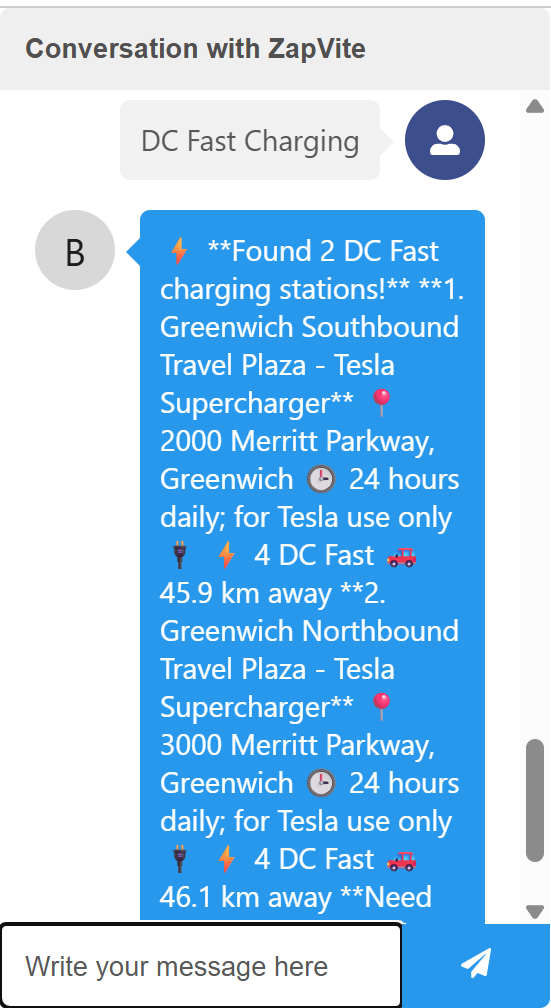 Conversation with ZapVite
DC Fast Charging
B
⚡ **Found 2 DC Fast
charging stations!** **1.
Greenwich Southbound
Travel Plaza - Tesla
Supercharger** 📍
2000 Merritt Parkway,
Greenwich 🕒 24 hours
daily; for Tesla use only
🔌 ⚡ 4 DC Fast 🚗
45.9 km away **2.
Greenwich Northbound
Travel Plaza - Tesla
Supercharger** 📍
3000 Merritt Parkway,
Greenwich 🕒 24 hours
daily; for Tesla use only
🔌 ⚡ 4 DC Fast 🚗
46.1 km away **Need
Write your message here